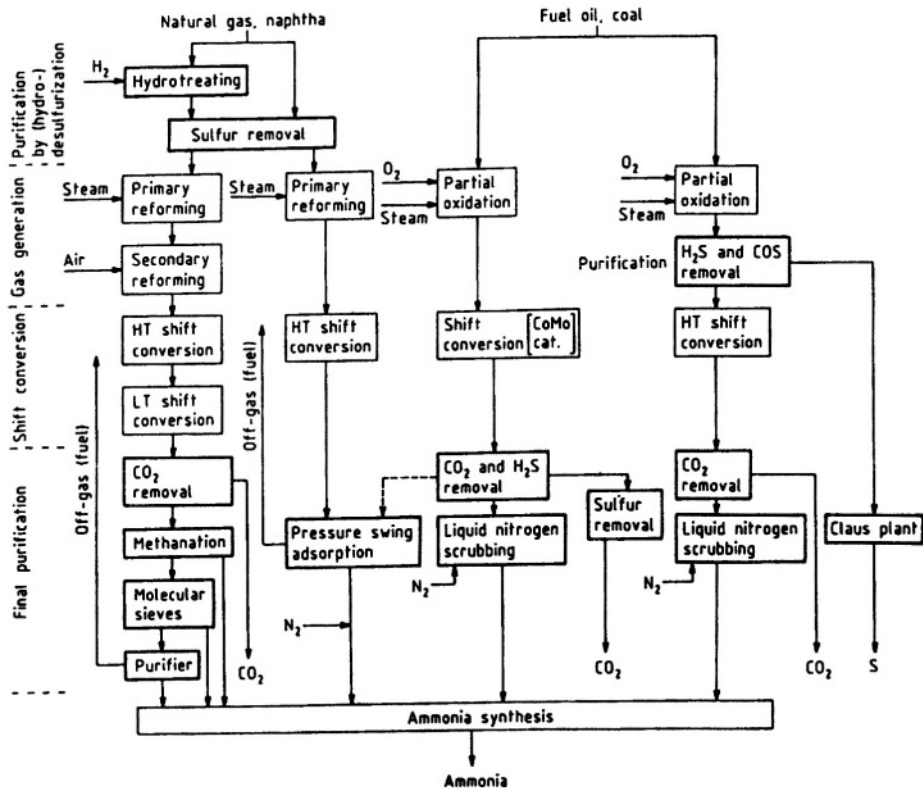 Natural gas, naphtha
Fuel oil, coal
Purification
by (hydro-)
desulfurization
H₂
Hydrotreating
Sulfur removal
Gas generation
Steam
Primary
reforming
Steam
Primary
reforming
O₂
Steam
Partial
oxidation
O₂
Steam
Partial
oxidation
Air
Secondary
reforming
Purification
H₂S and COS
removal
Shift conversion
HT shift
conversion
HT shift
conversion
Shift
conversion
[CoMo
cat.]
HT shift
conversion
LT shift
conversion
Off-gas (fuel)
Off-gas (fuel)
Final purification
CO₂
removal
CO₂ and H₂S
removal
Sulfur
removal
CO₂
removal
Methanation
Pressure swing
adsorption
Liquid nitrogen
scrubbing
Liquid nitrogen
scrubbing
Claus plant
N₂
N₂
Molecular
sieves
N₂
Purifier
CO₂
CO₂
CO₂
S
Ammonia synthesis
Ammonia